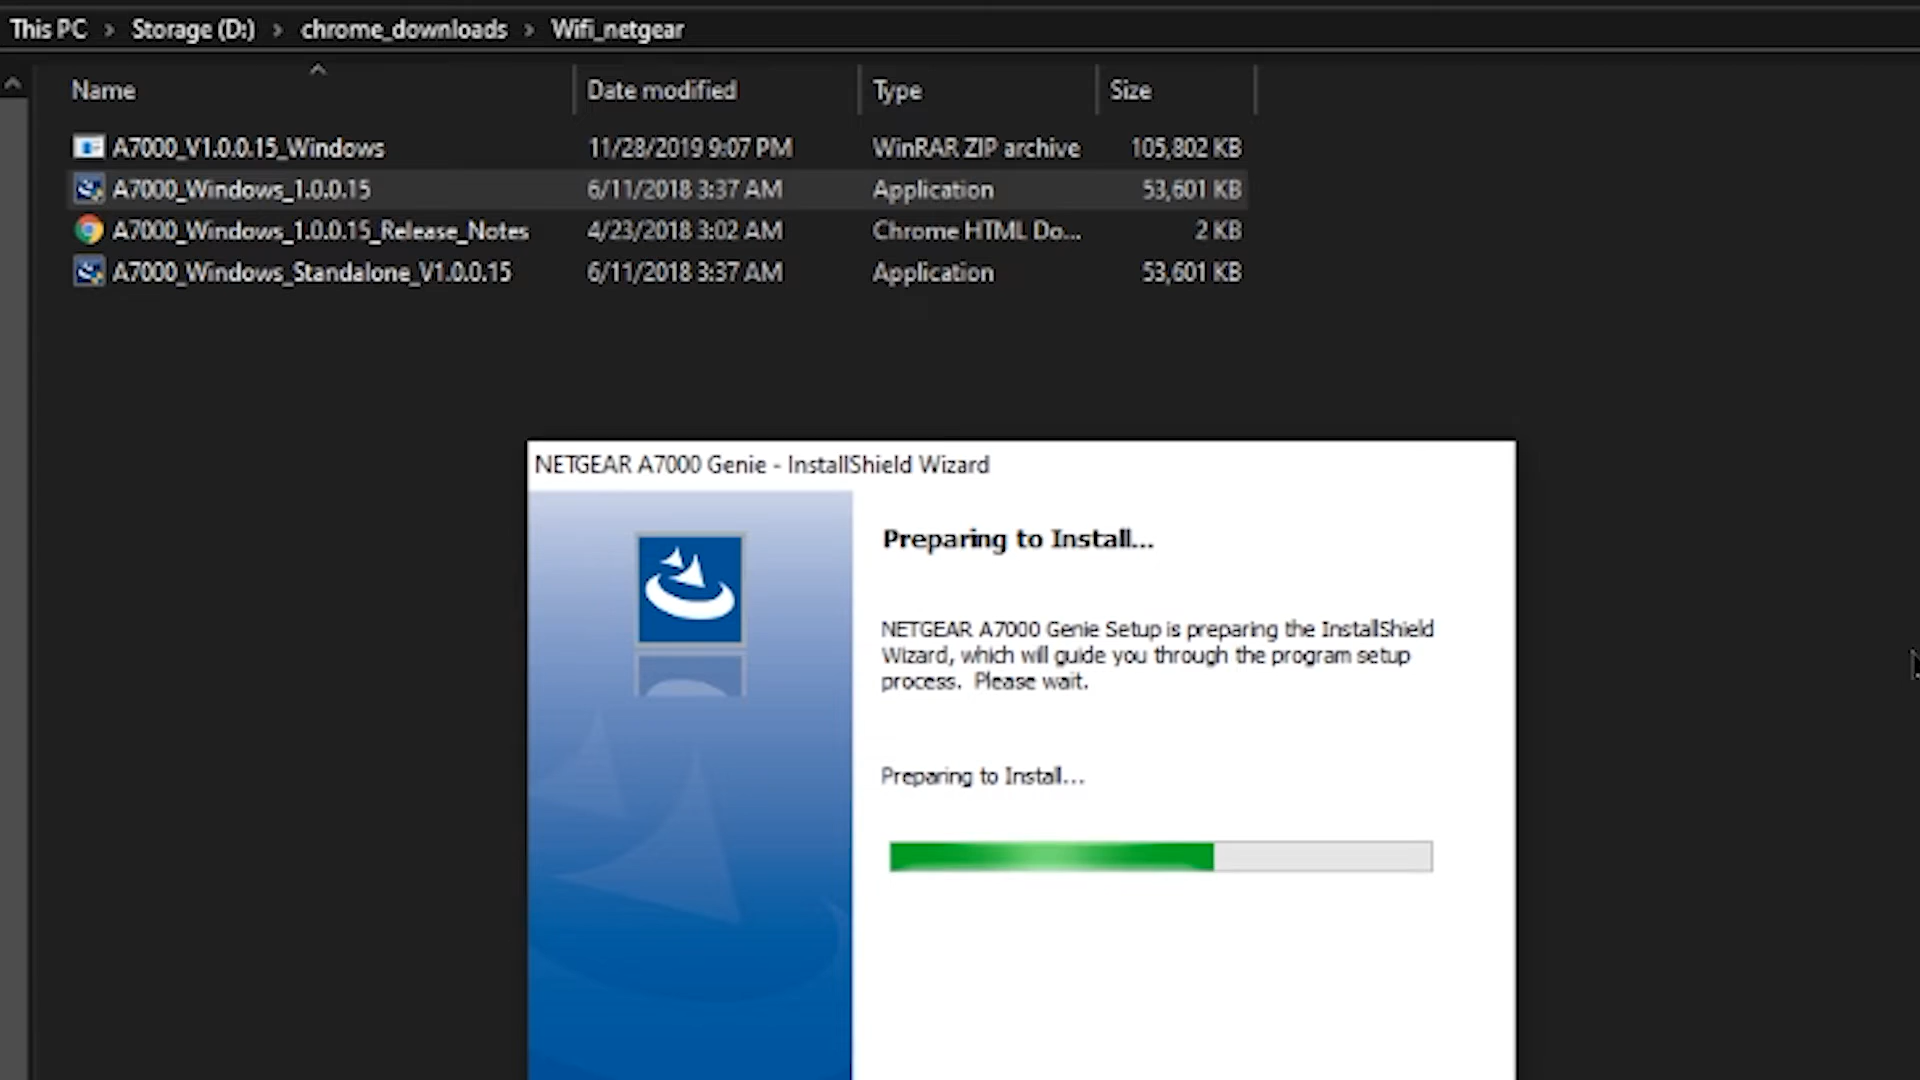 This PC > Storage (D:) > chrome_downloads > Wifi_netgear
Name Date modified Type Size
A7000_V1.0.0.15_Windows 11/28/2019 9:07 PM WinRAR ZIP archive 105,802 KB
A7000_Windows_1.0.0.15 6/11/2018 3:37 AM Application 53,601 KB
A7000_Windows_1.0.0.15_Release_Notes 4/23/2018 3:02 AM Chrome HTML Do... 2 KB
A7000_Windows_Standalone_V1.0.0.15 6/11/2018 3:37 AM Application 53,601 KB
NETGEAR A7000 Genie - InstallShield Wizard
Preparing to Install...
NETGEAR A7000 Genie Setup is preparing the InstallShield
Wizard, which will guide you through the program setup
process. Please wait.
Preparing to Install...